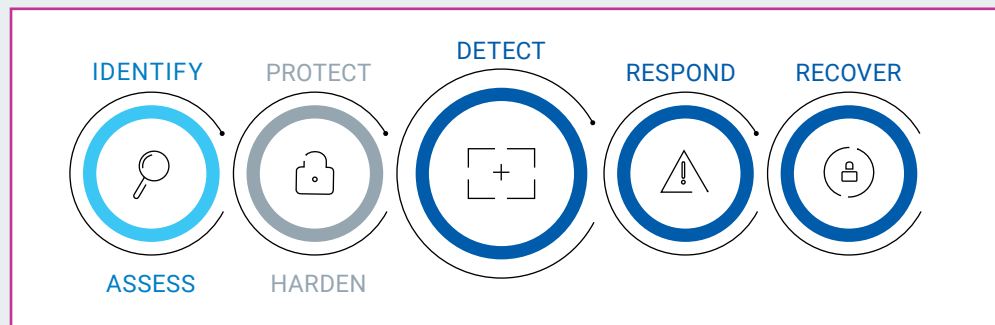 IDENTIFY
PROTECT
DETECT
RESPOND
RECOVER
ASSESS
HARDEN